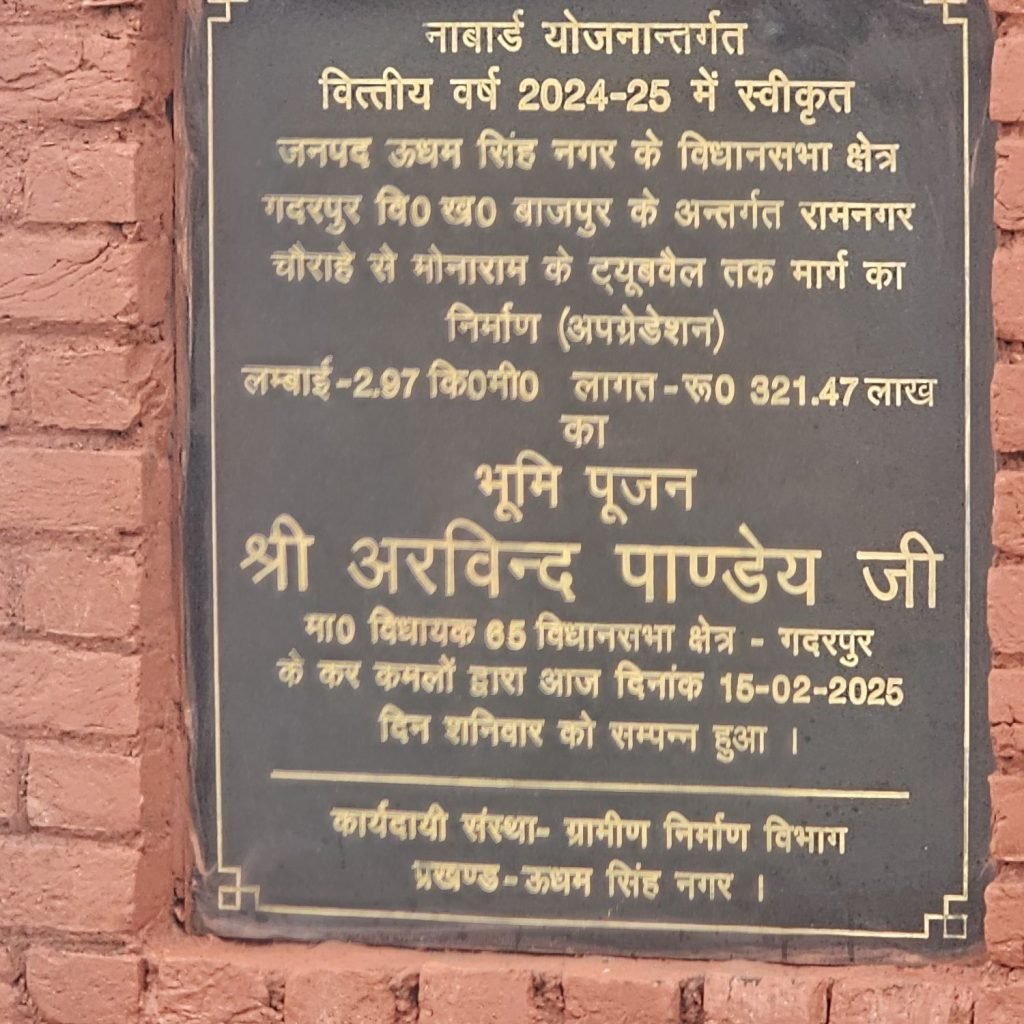 नाबार्ड योजनान्तर्गत
वित्तीय वर्ष 2024-25 में स्वीकृत
जनपद ऊधम सिंह नगर के विधानसभा क्षेत्र
गदरपुर वि0 ख0 बाजपुर के अन्तर्गत रामनगर
चौराहे से मोनाराम के ट्यूबवैल तक मार्ग का
निर्माण (अपग्रेडेशन)
लम्बाई-2.97 कि0मी0 लागत-रू0 321.47 लाख
का
भूमि पूजन
श्री अरविन्द पाण्डेय जी
मा0 विधायक 65 विधानसभा क्षेत्र - गदरपुर
के कर कमलों द्वारा आज दिनांक 15-02-2025
दिन शनिवार को सम्पन्न हुआ ।
कार्यदायी संस्था- ग्रामीण निर्माण विभाग
प्रखण्ड-ऊधम सिंह नगर ।